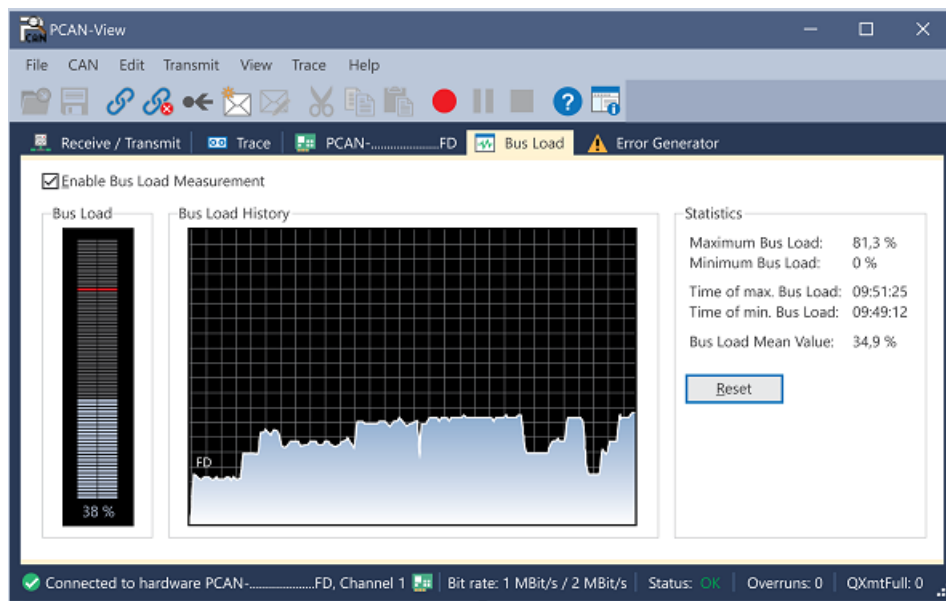 PCAN-View
File CAN Edit Transmit View Trace Help
Receive / Transmit Trace PCAN-.....................FD Bus Load Error Generator
Enable Bus Load Measurement
Bus Load
38 %
Bus Load History
FD
Statistics
Maximum Bus Load: 81,3 %
Minimum Bus Load: 0 %
Time of max. Bus Load: 09:51:25
Time of min. Bus Load: 09:49:12
Bus Load Mean Value: 34,9 %
Reset
Connected to hardware PCAN-....................FD, Channel 1 Bit rate: 1 MBit/s / 2 MBit/s Status: OK Overruns: 0 QXmtFull: 0